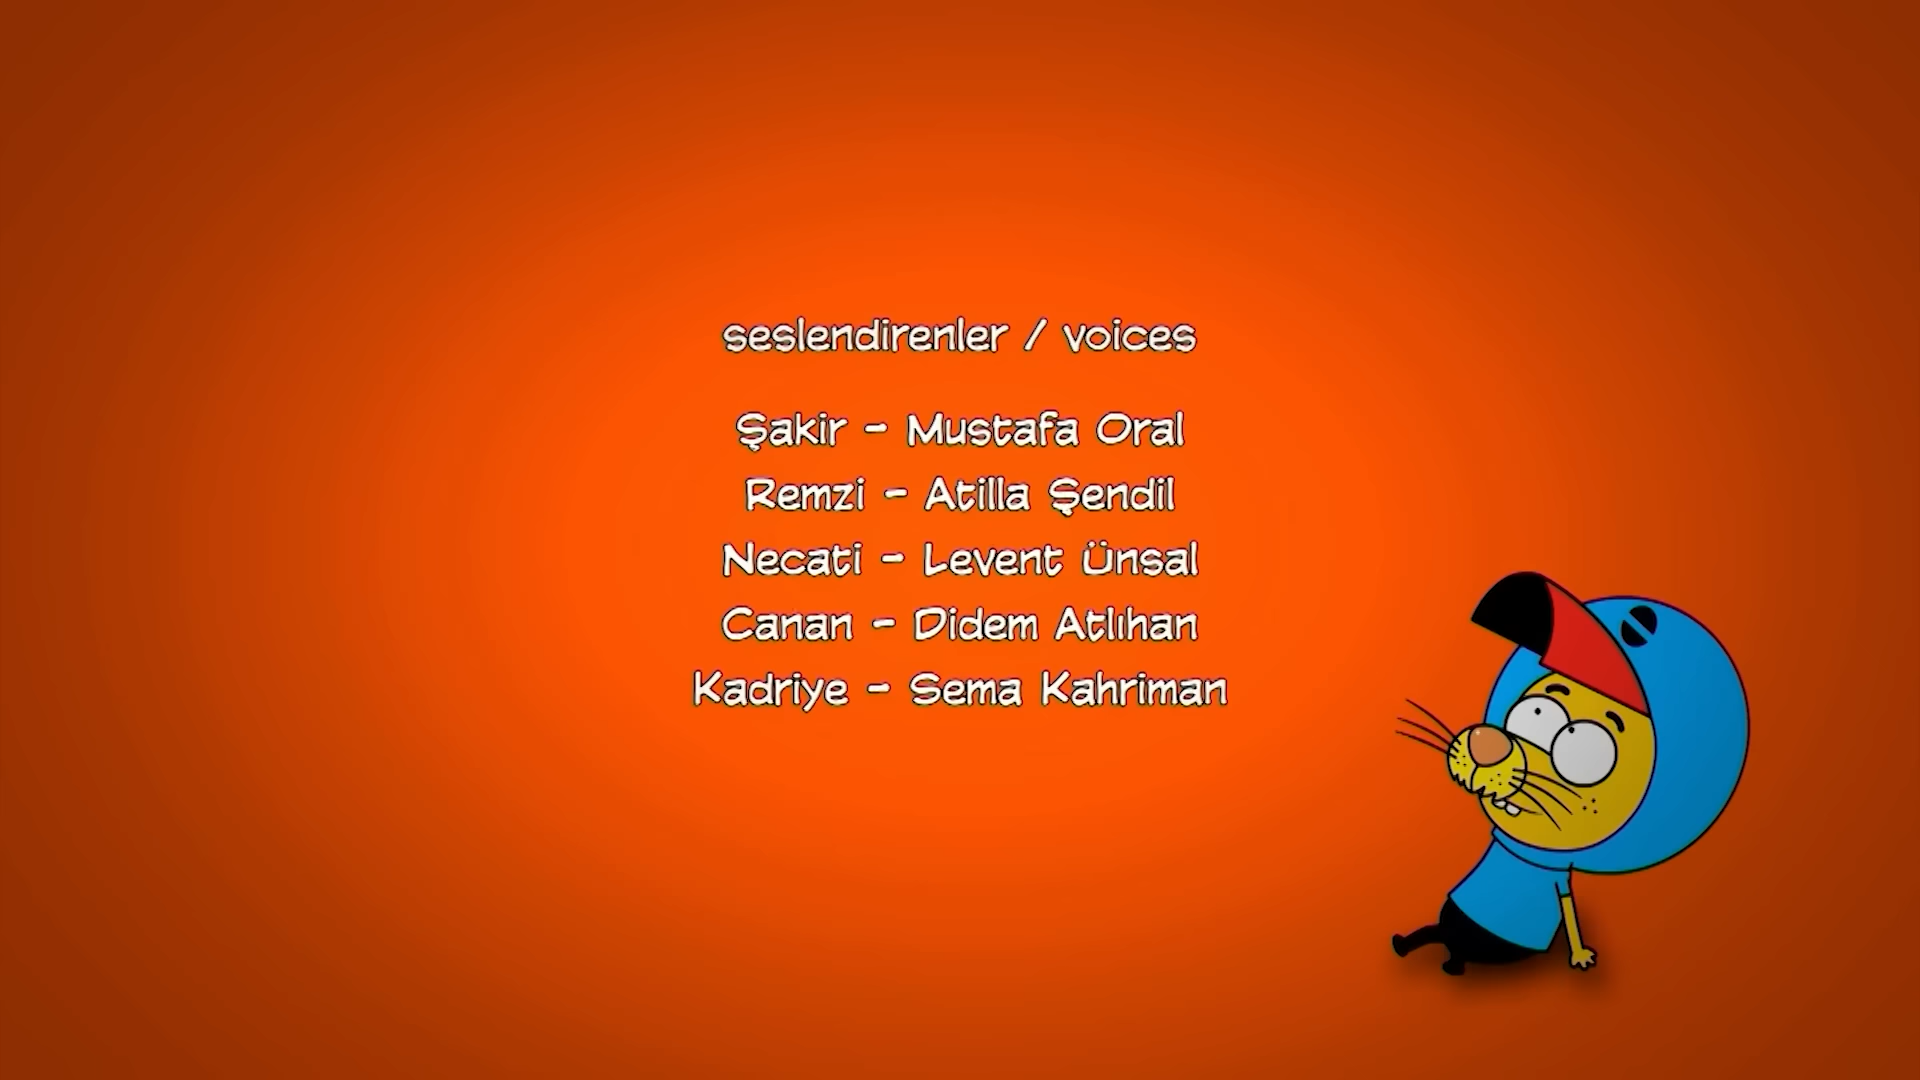 seslendirenler / voices
Şakir - Mustafa Oral
Remzi - Atilla Şendil
Necati - Levent Ünsal
Canan - Didem Atlıhan
Kadriye - Sema Kahriman